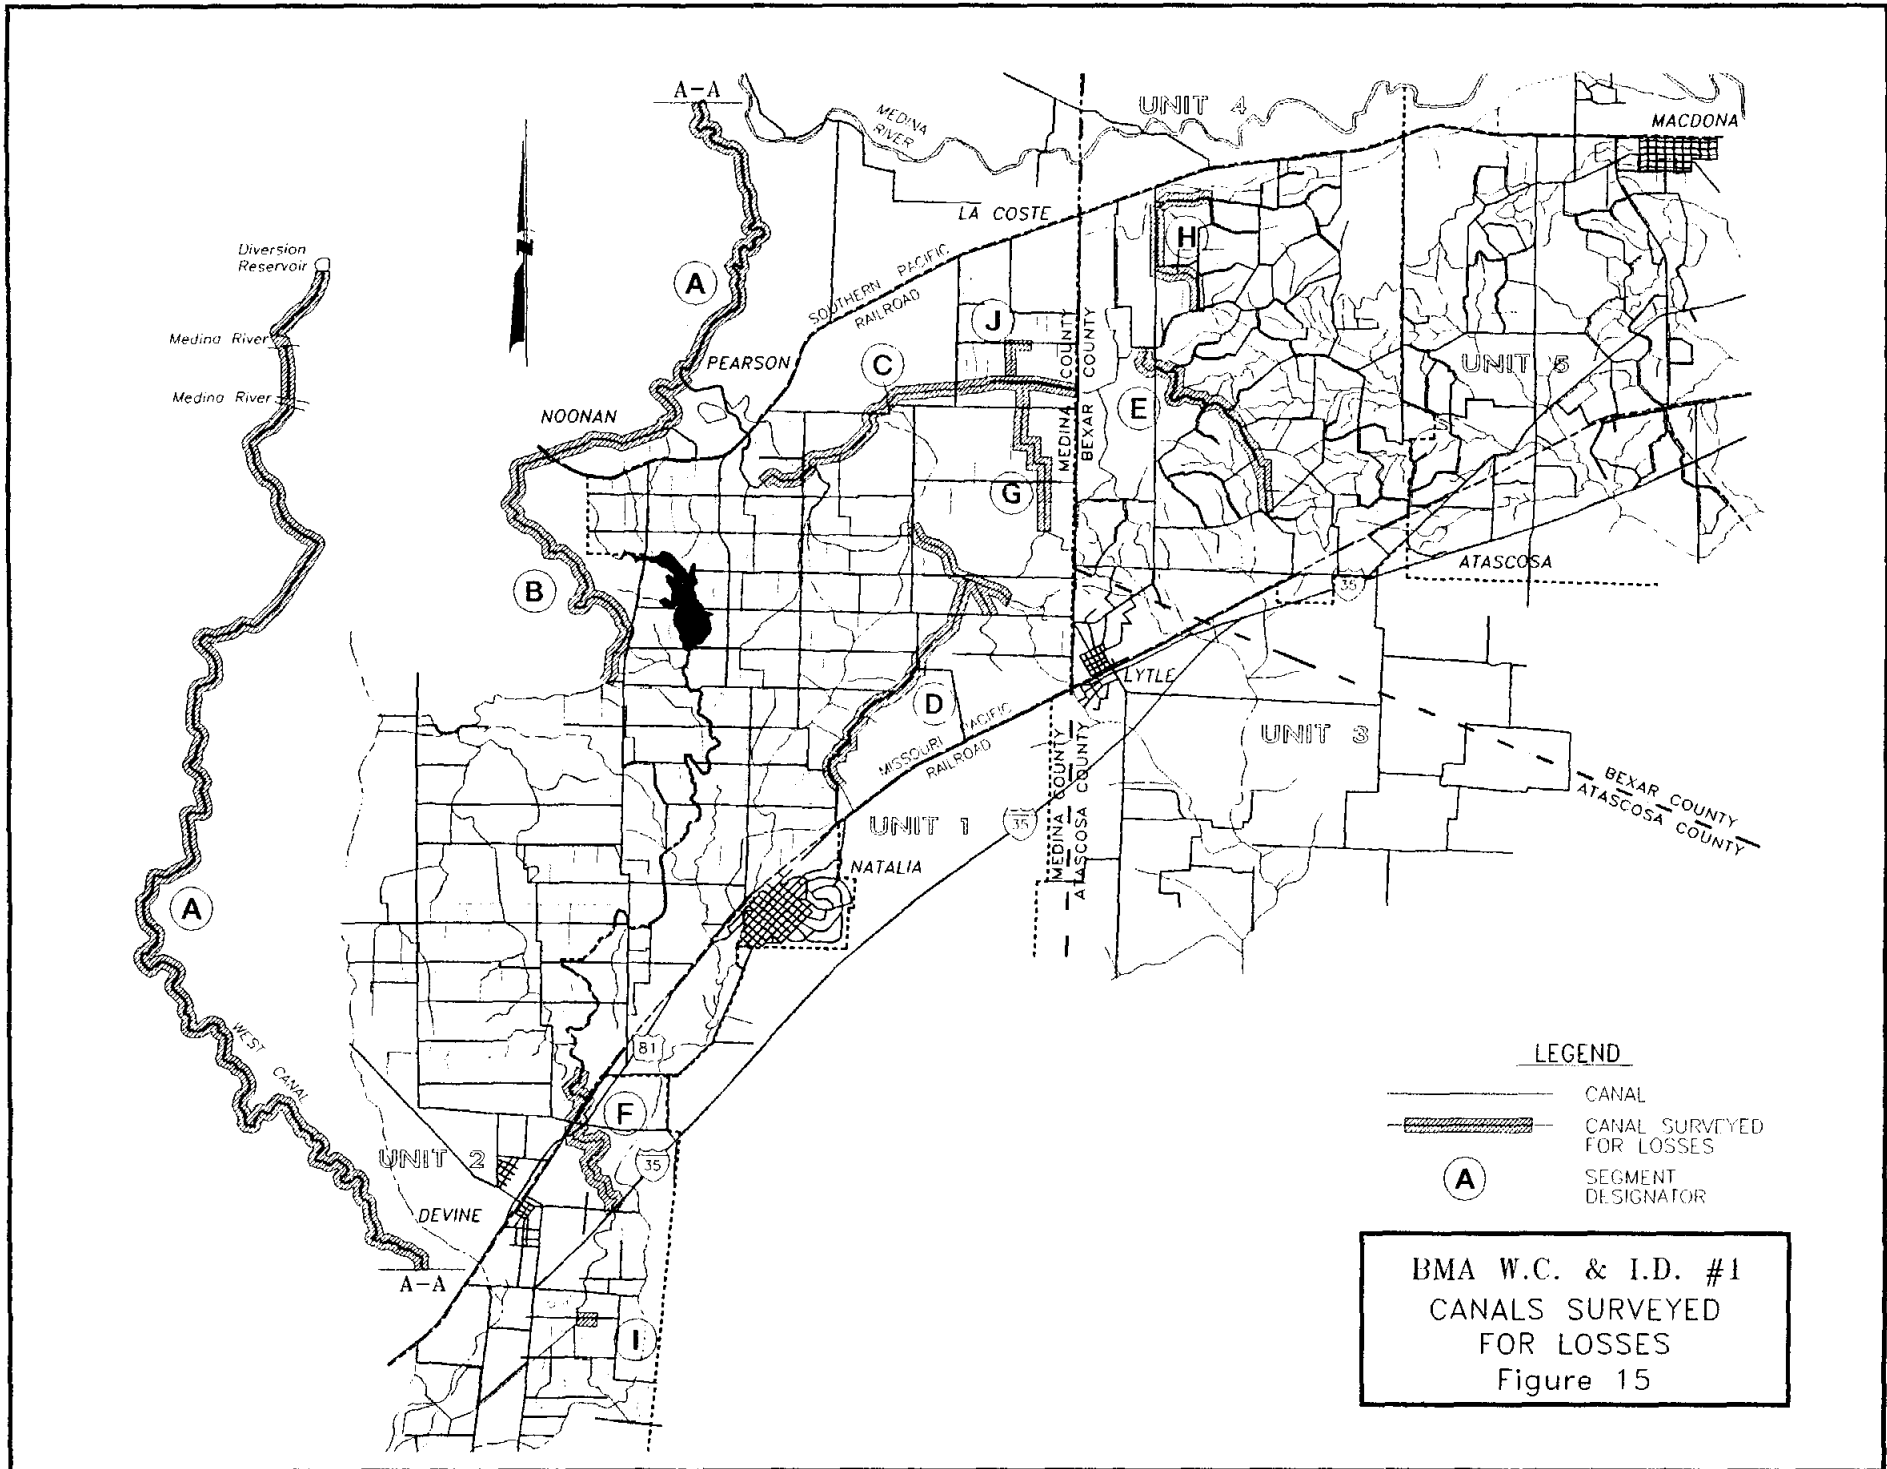 A-A
MEDINA
RIVER
UNIT 4
MACDONA
LA COSTE
H
Diversion
Reservoir
A
SOUTHERN PACIFIC
RAILROAD
J
Medina River
PEARSON
C
MEDINA COUNTY
BEXAR COUNTY
UNIT 5
Medina River
NOONAN
E
G
B
ATASCOSA
35
LYTLE
D
UNIT 3
MISSOURI PACIFIC
RAILROAD
MEDINA COUNTY
ATASCOSA COUNTY
BEXAR COUNTY
ATASCOSA COUNTY
UNIT 1
35
NATALIA
A
WEST CANAL
81
F
UNIT 2
35
DEVINE
A-A
I
LEGEND
CANAL
CANAL SURVEYED
FOR LOSSES
A
SEGMENT
DESIGNATOR
BMA W.C. & I.D. #1
CANALS SURVEYED
FOR LOSSES
Figure 15